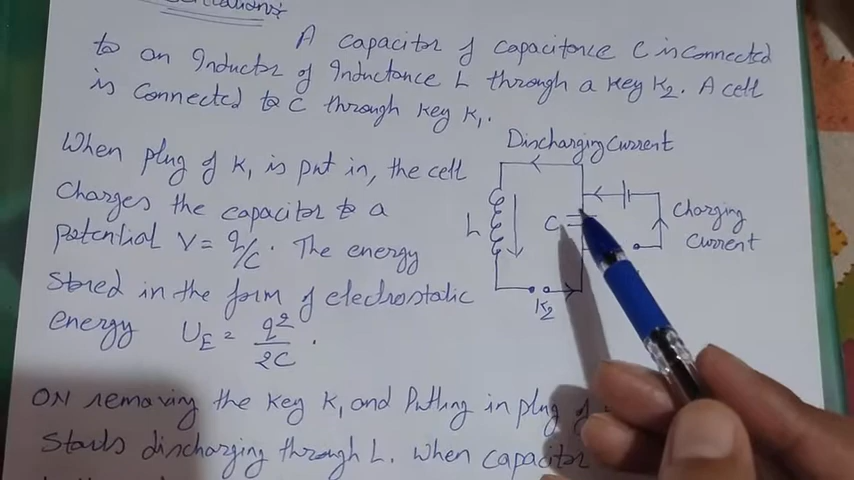 A capacitor of capacitance C is connected
to an Inductor of Inductance L through a key K2. A cell
is connected to C through key K1.
When plug of K1 is put in, the cell
charges the capacitor to a
potential V = q/C. The energy
stored in the form of electrostatic
energy UE = q²/2C.
Discharging current
L
C
Charging
current
K2
ON removing the key K1 and Putting in plug of
starts discharging through L. When capacitor